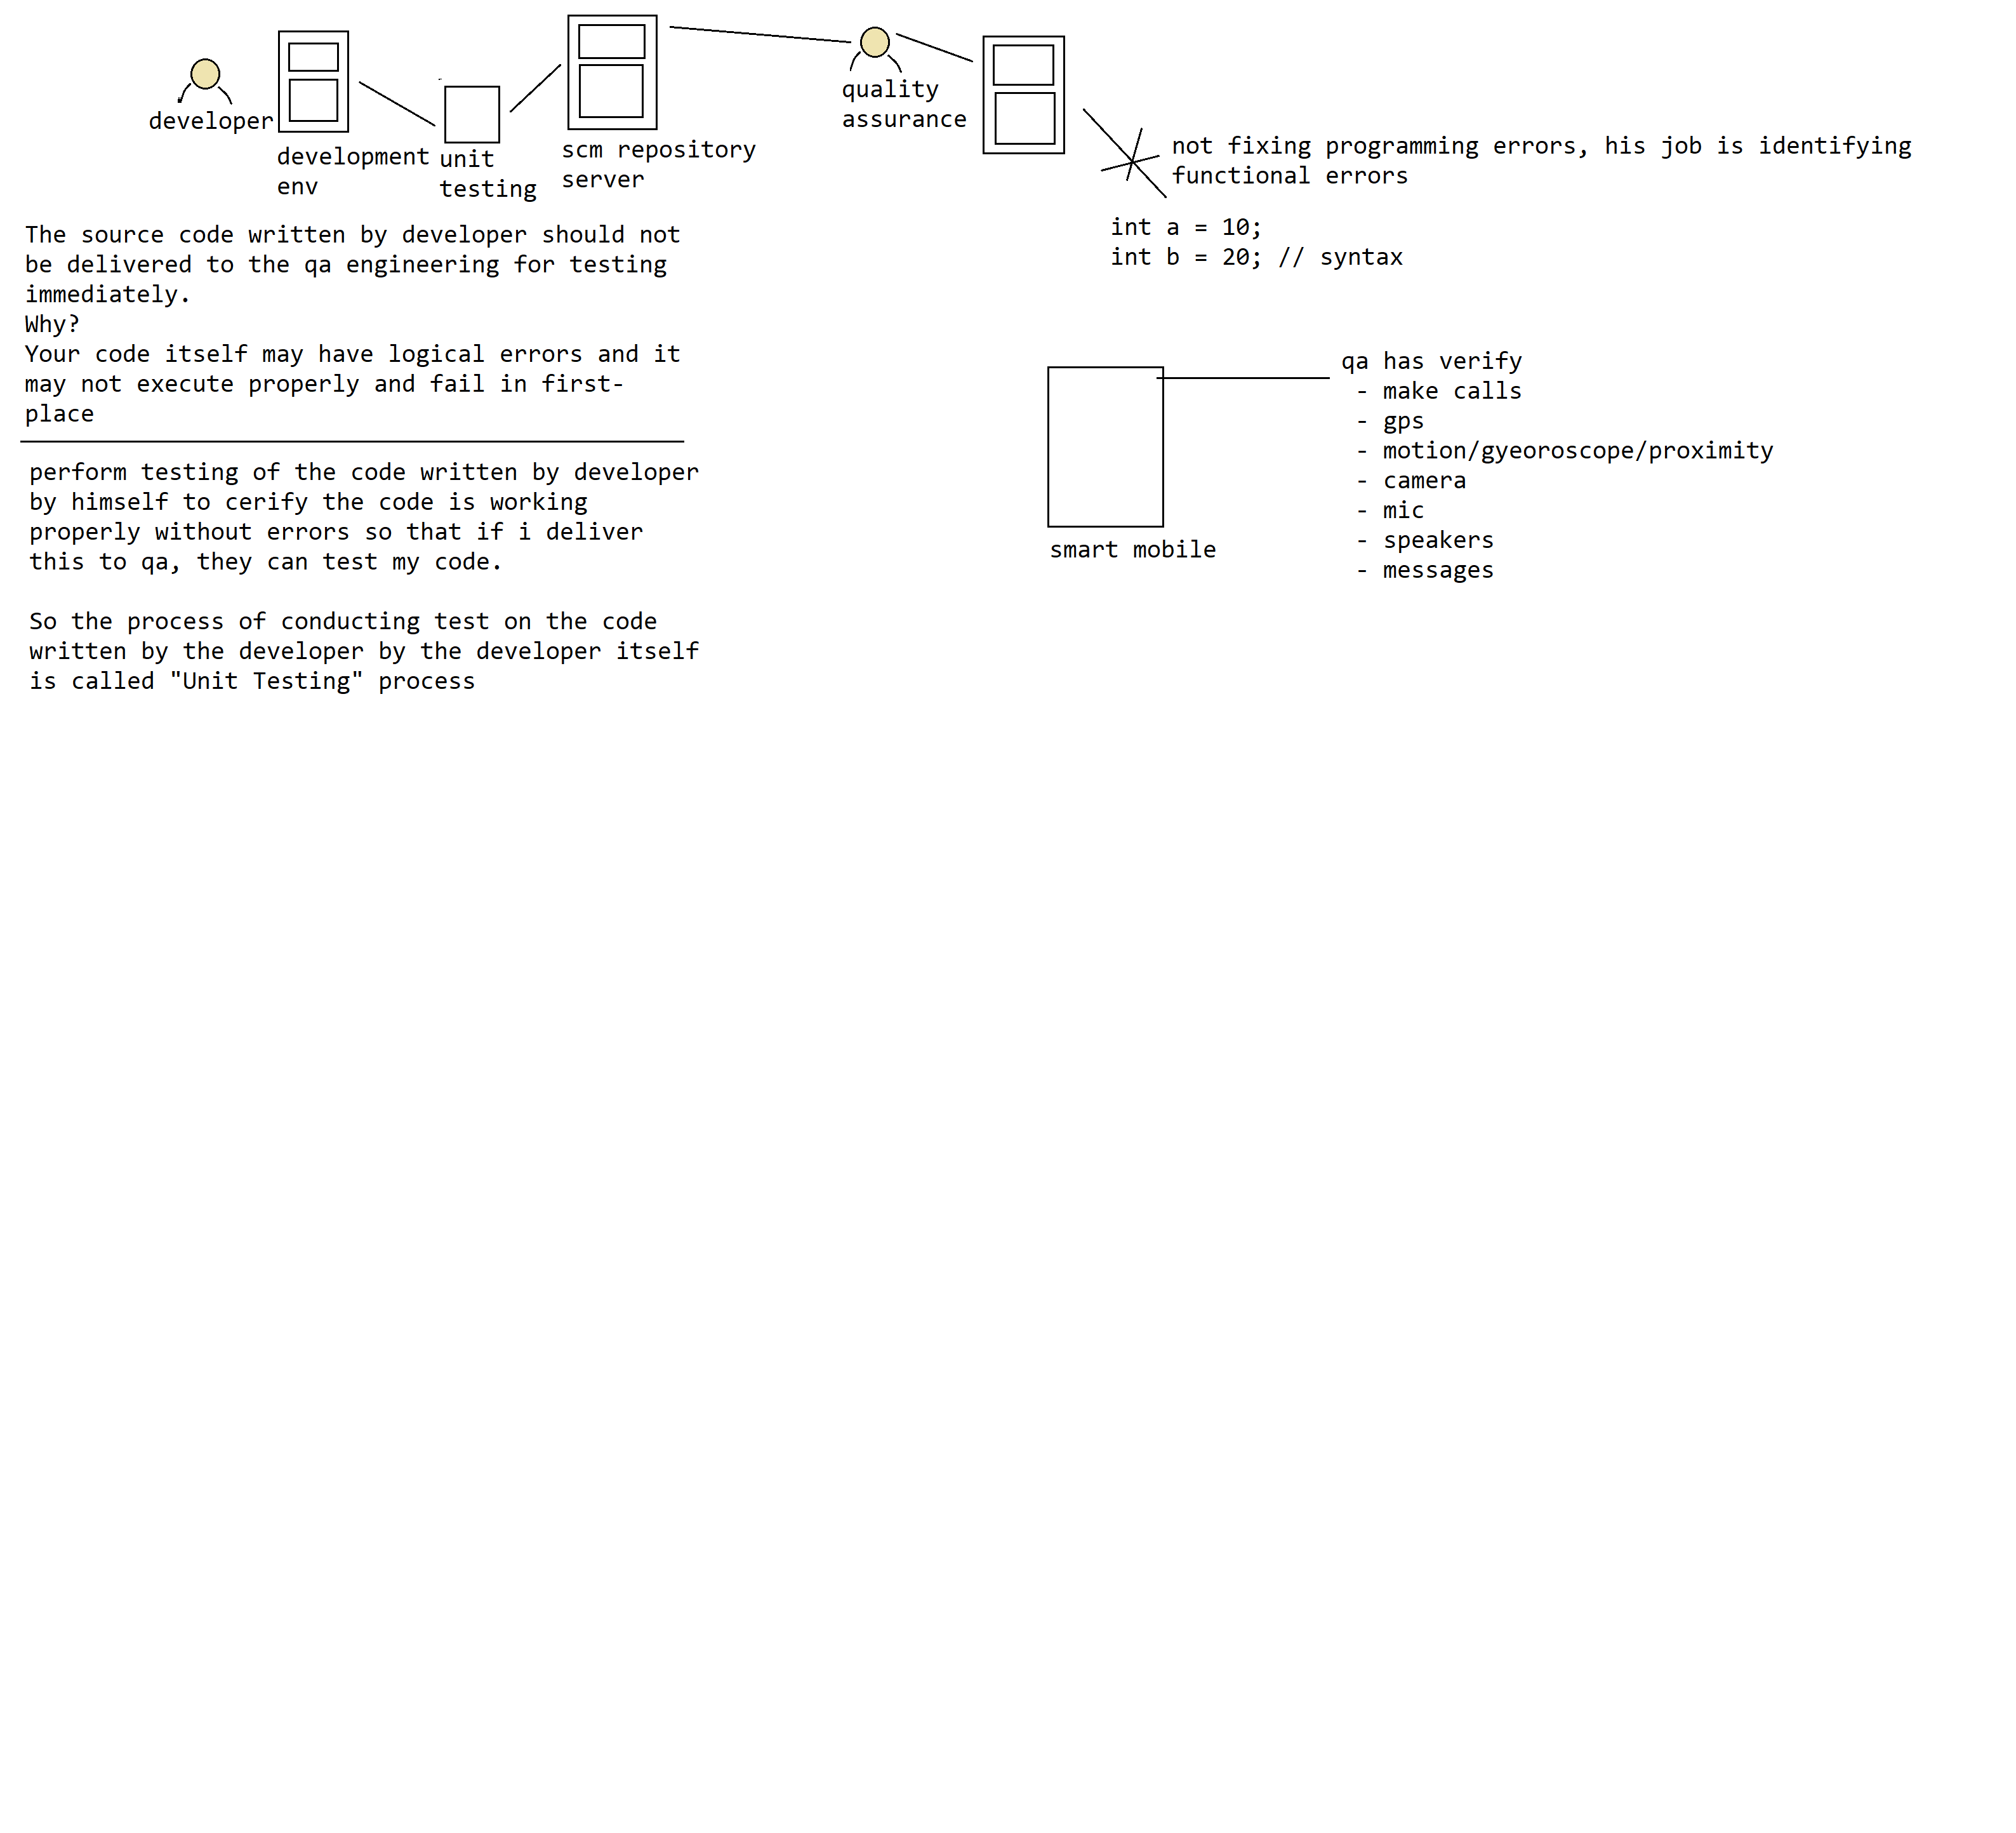 developer
development
env
unit
testing
scm repository
server
quality
assurance
not fixing programming errors, his job is identifying
functional errors
int a = 10;
int b = 20; // syntax
The source code written by developer should not
be delivered to the qa engineering for testing
immediately.
Why?
Your code itself may have logical errors and it
may not execute properly and fail in first-
place
perform testing of the code written by developer
by himself to cerify the code is working
properly without errors so that if i deliver
this to qa, they can test my code.
So the process of conducting test on the code
written by the developer by the developer itself
is called "Unit Testing" process
smart mobile
qa has verify
- make calls
- gps
- motion/gyeoroscope/proximity
- camera
- mic
- speakers
- messages